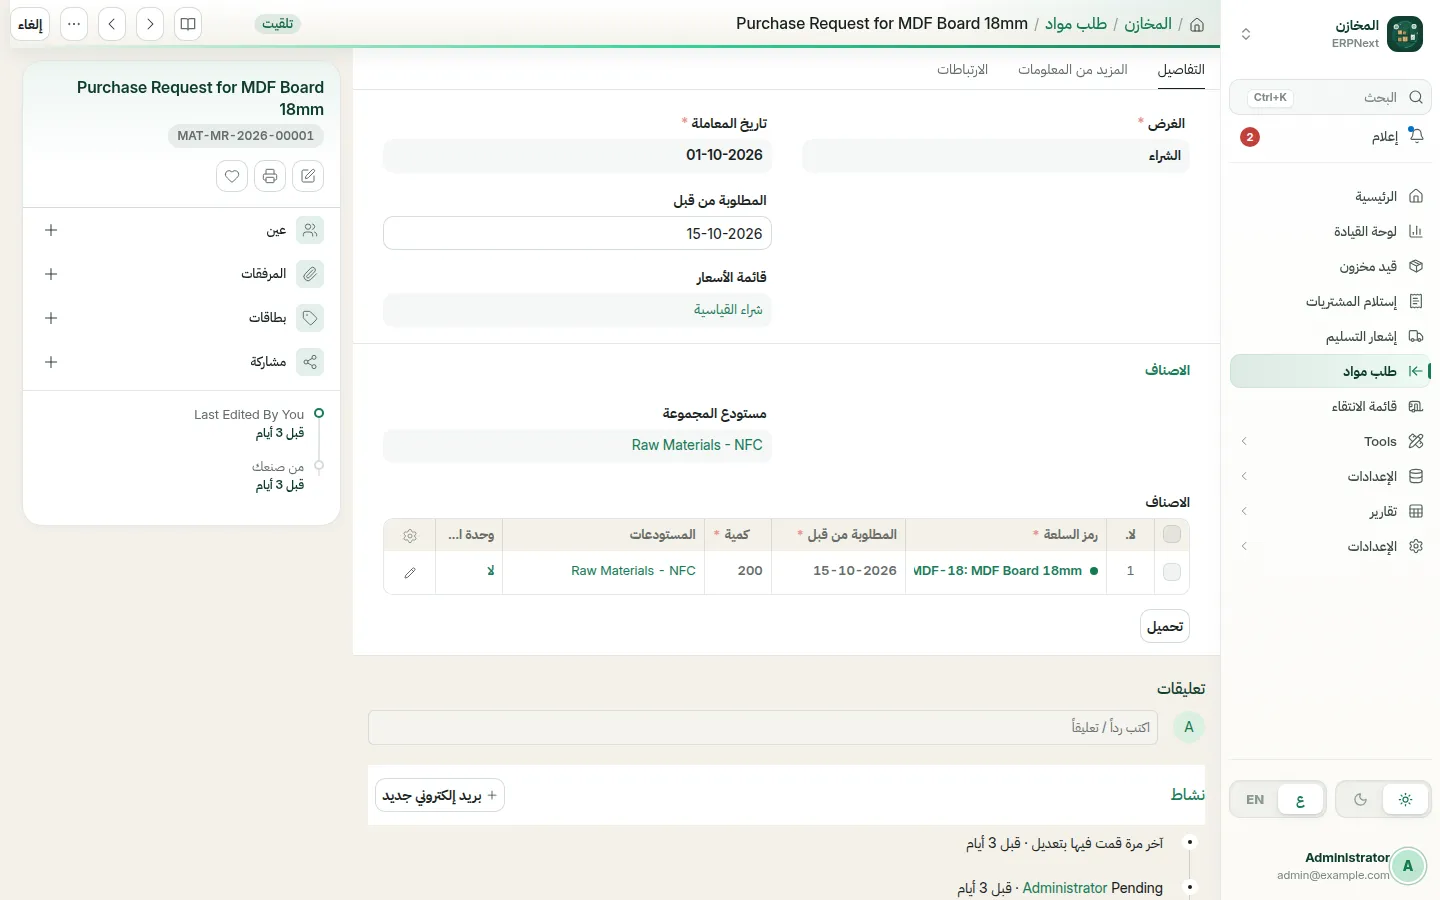 المخازن
ERPNext
البحث
Ctrl+K
إعلام
2
الرئيسية
لوحة القيادة
قيد مخزون
إستلام المشتريات
إشعار التسليم
طلب مواد
قائمة الانتقاء
Tools
الإعدادات
تقارير
الإعدادات
ع
EN
Administrator
admin@example.com
A
المخازن / طلب مواد / Purchase Request for MDF Board 18mm
تلقيت
...
إلغاء
التفاصيل
المزيد من المعلومات
الارتباطات
الغرض *
الشراء
تاريخ المعاملة *
01-10-2026
المطلوبة من قبل
15-10-2026
قائمة الأسعار
شراء القياسية
الاصناف
مستودع المجموعة
Raw Materials - NFC
الاصناف
لا. رمز السلعة * المطلوبة من قبل * كمية * المستودعات وحدة ا...
1 MDF-18: MDF Board 18mm 15-10-2026 200 Raw Materials - NFC لا
تحميل
تعليقات
A
اكتب رداً / تعليقاً
نشاط
+ بريد إلكتروني جديد
آخر مرة قمت فيها بتعديل · قبل 3 أيام
Administrator Pending · قبل 3 أيام
Purchase Request for MDF Board
18mm
MAT-MR-2026-00001
عين
المرفقات
بطاقات
مشاركة
Last Edited By You
قبل 3 أيام
من صنعك
قبل 3 أيام